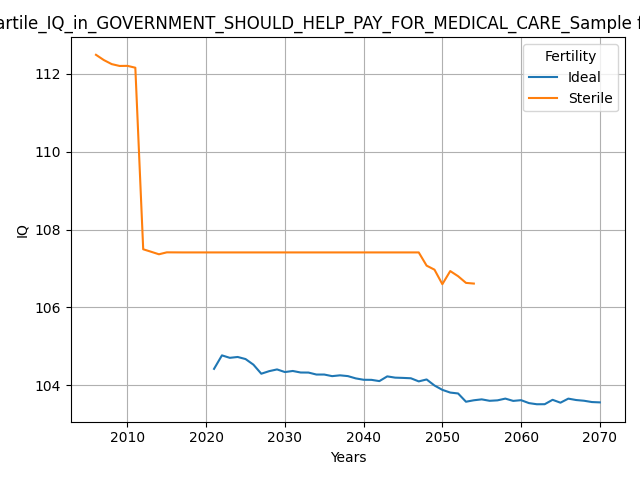 artile_IQ_in_GOVERNMENT_SHOULD_HELP_PAY_FOR_MEDICAL_CARE_Sample f
Fertility
Ideal
Sterile
112
110
108
106
104
IQ
2010 2020 2030 2040 2050 2060 2070
Years